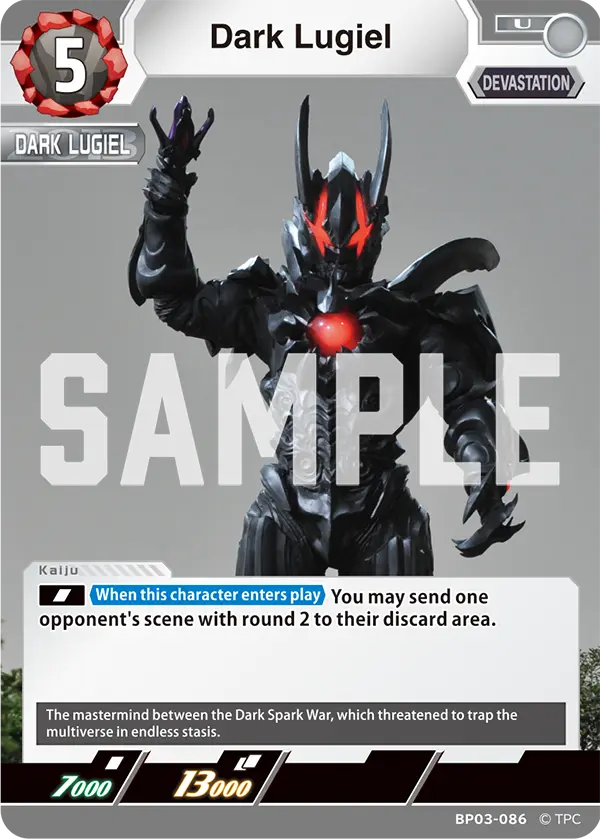 5
Dark Lugiel
U
DEVASTATION
2013
DARK LUGIEL
SAMPLE
Kaiju
When this character enters play You may send one
opponent's scene with round 2 to their discard area.
The mastermind between the Dark Spark War, which threatened to trap the
multiverse in endless stasis.
7000
13000
BP03-086 © TPC